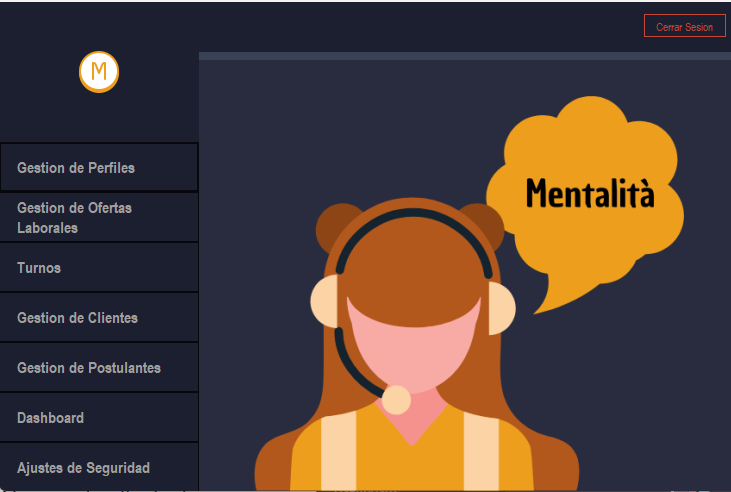 Cerrar Sesion
M
Mentalità
Gestion de Perfiles
Gestion de Ofertas
Laborales
Turnos
Gestion de Clientes
Gestion de Postulantes
Dashboard
Ajustes de Seguridad